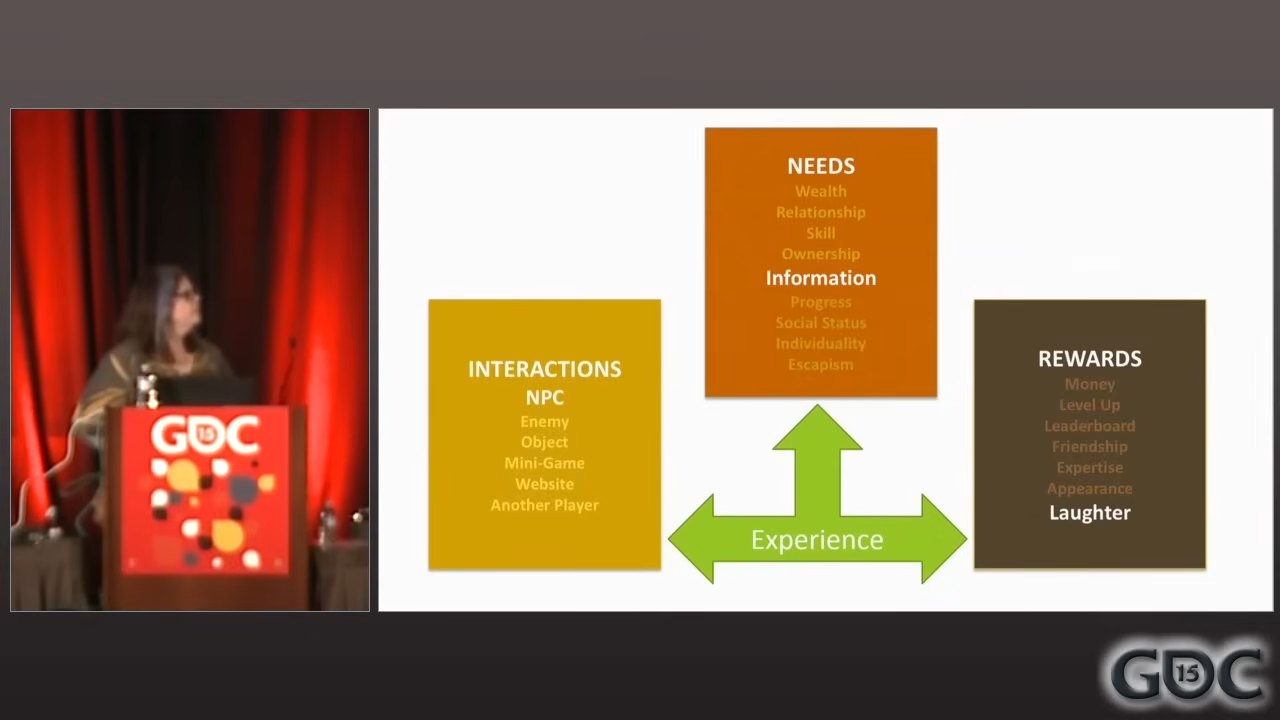 GDC
15
NEEDS
Wealth
Relationship
Skill
Ownership
Information
Progress
Social Status
Individuality
Escapism
INTERACTIONS
NPC
Enemy
Object
Mini-Game
Website
Another Player
REWARDS
Money
Level Up
Leaderboard
Friendship
Expertise
Appearance
Laughter
Experience
GDC
15